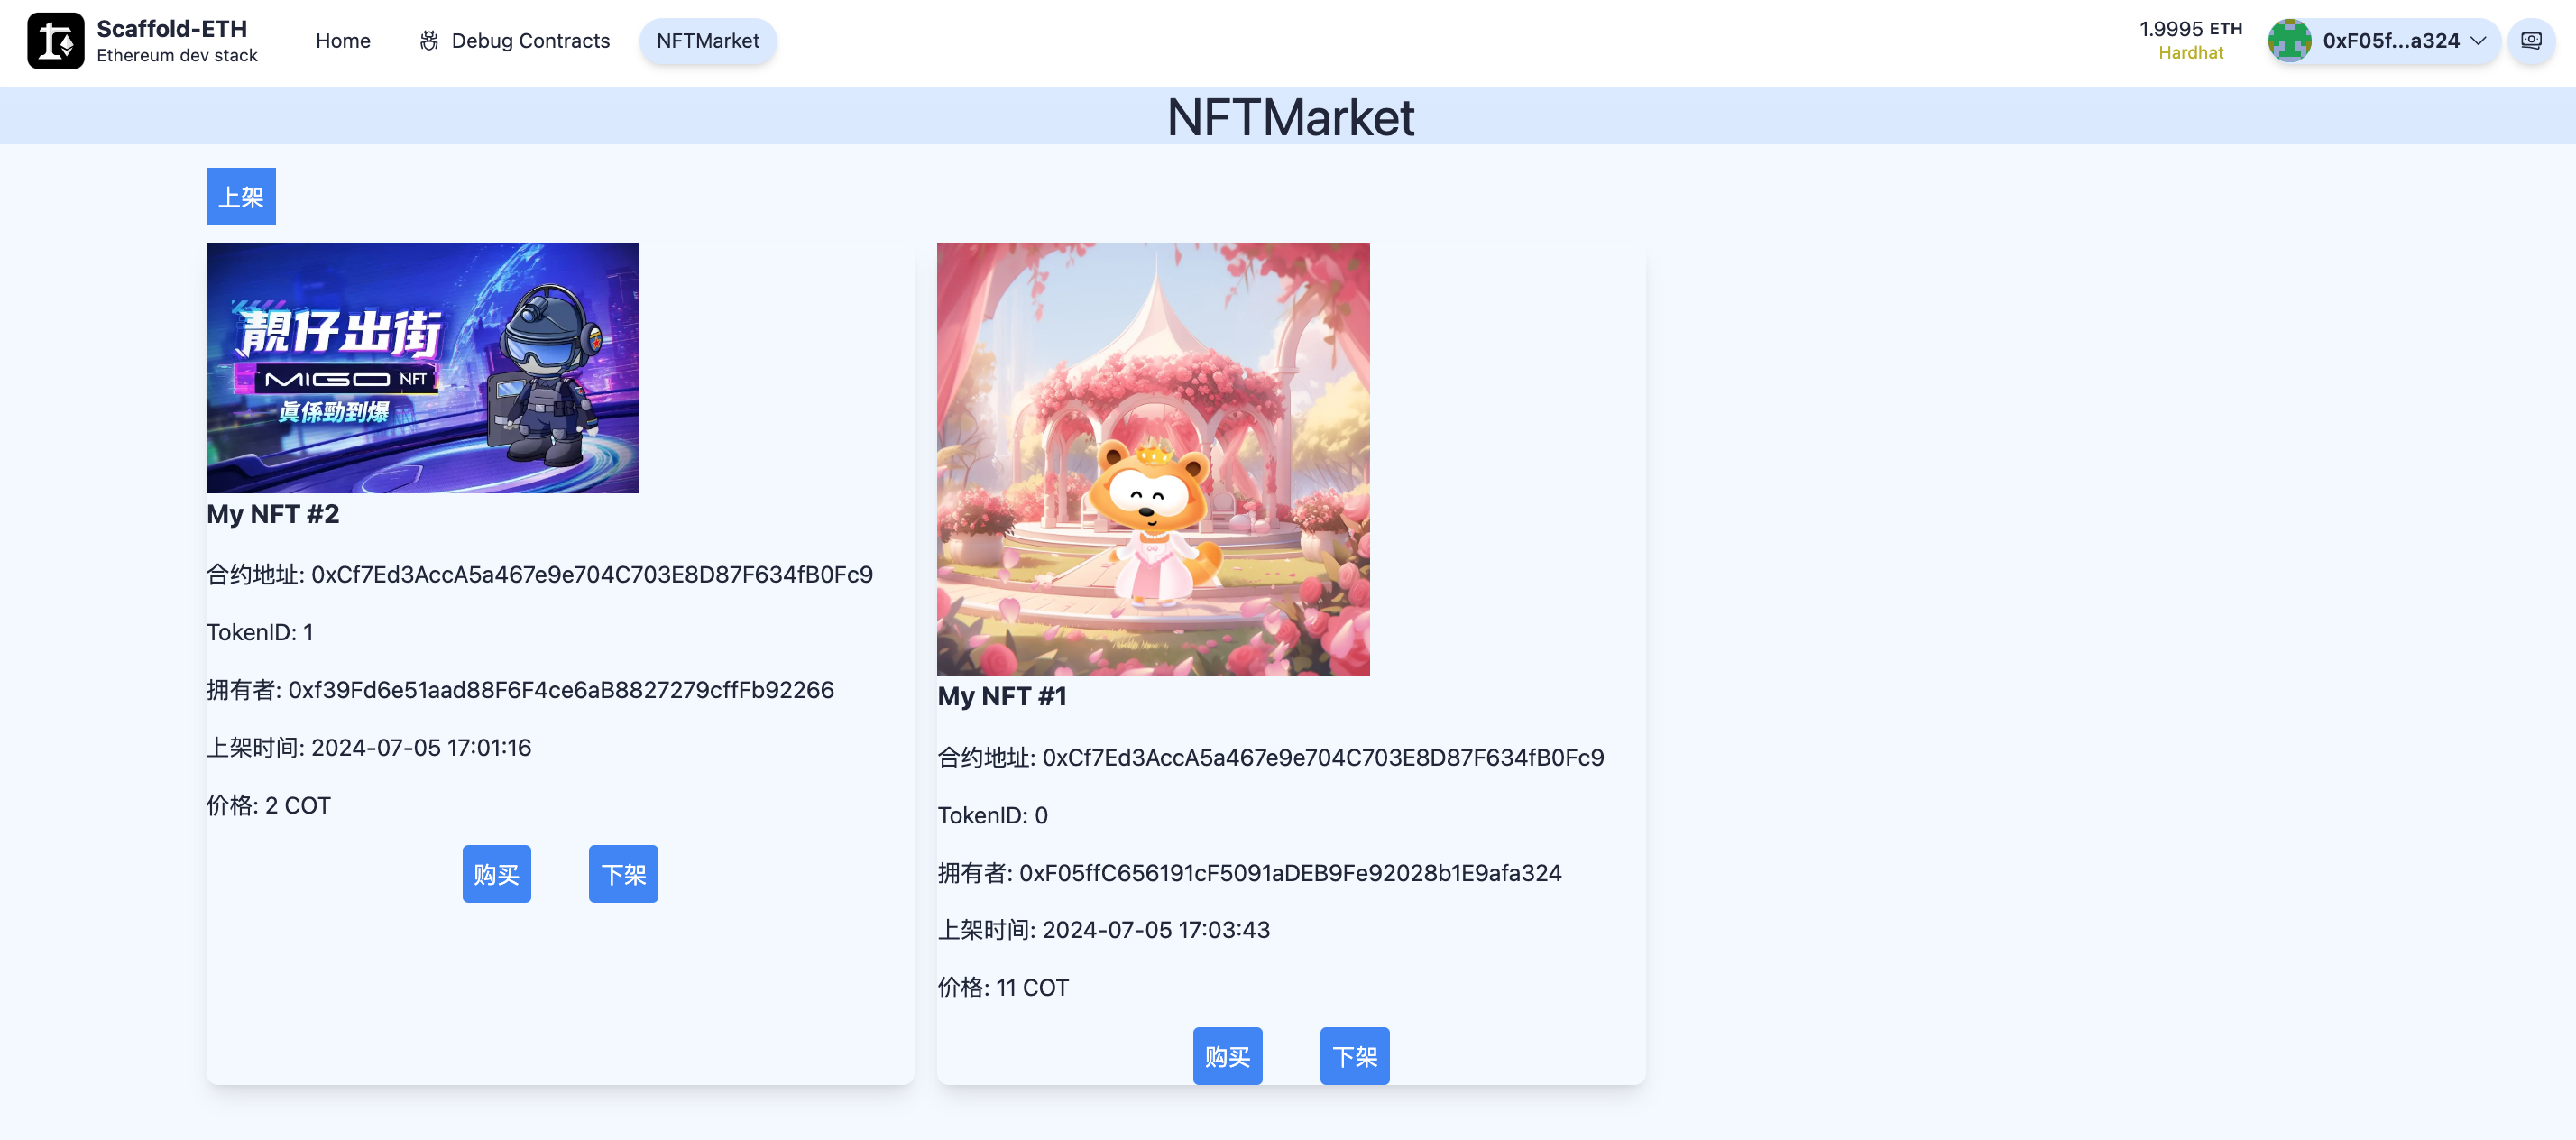 Scaffold-ETH
Ethereum dev stack
Home
Debug Contracts
NFTMarket
1.9995 ETH
Hardhat
0xF05f...a324
NFTMarket
上架
靚仔出街
MIGO NFT
真係勁到爆
My NFT #2
合约地址: 0xCf7Ed3AccA5a467e9e704C703E8D87F634fB0Fc9
TokenID: 1
拥有者: 0xf39Fd6e51aad88F6F4ce6aB8827279cffFb92266
上架时间: 2024-07-05 17:01:16
价格: 2 COT
购买
下架
My NFT #1
合约地址: 0xCf7Ed3AccA5a467e9e704C703E8D87F634fB0Fc9
TokenID: 0
拥有者: 0xF05ffC656191cF5091aDEB9Fe92028b1E9afa324
上架时间: 2024-07-05 17:03:43
价格: 11 COT
购买
下架